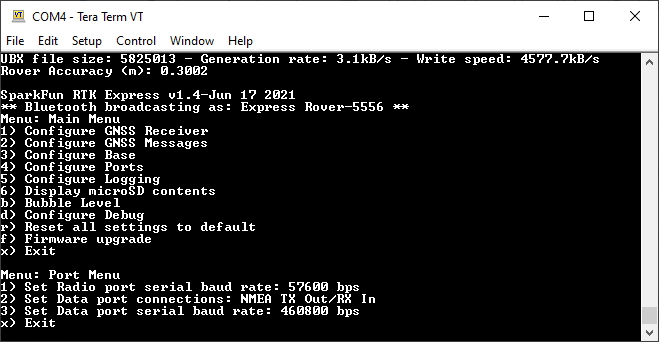 COM4 - Tera Term VT
File Edit Setup Control Window Help
UBX file size: 5825013 - Generation rate: 3.1kB/s - Write speed: 4577.7kB/s
Rover Accuracy (m): 0.3002
SparkFun RTK Express v1.4-Jun 17 2021
** Bluetooth broadcasting as: Express Rover-5556 **
Menu: Main Menu
1) Configure GNSS Receiver
2) Configure GNSS Messages
3) Configure Base
4) Configure Ports
5) Configure Logging
6) Display microSD contents
b) Bubble Level
d) Configure Debug
r) Reset all settings to default
f) Firmware upgrade
x) Exit
Menu: Port Menu
1) Set Radio port serial baud rate: 57600 bps
2) Set Data port connections: NMEA TX Out/RX In
3) Set Data port serial baud rate: 460800 bps
x) Exit